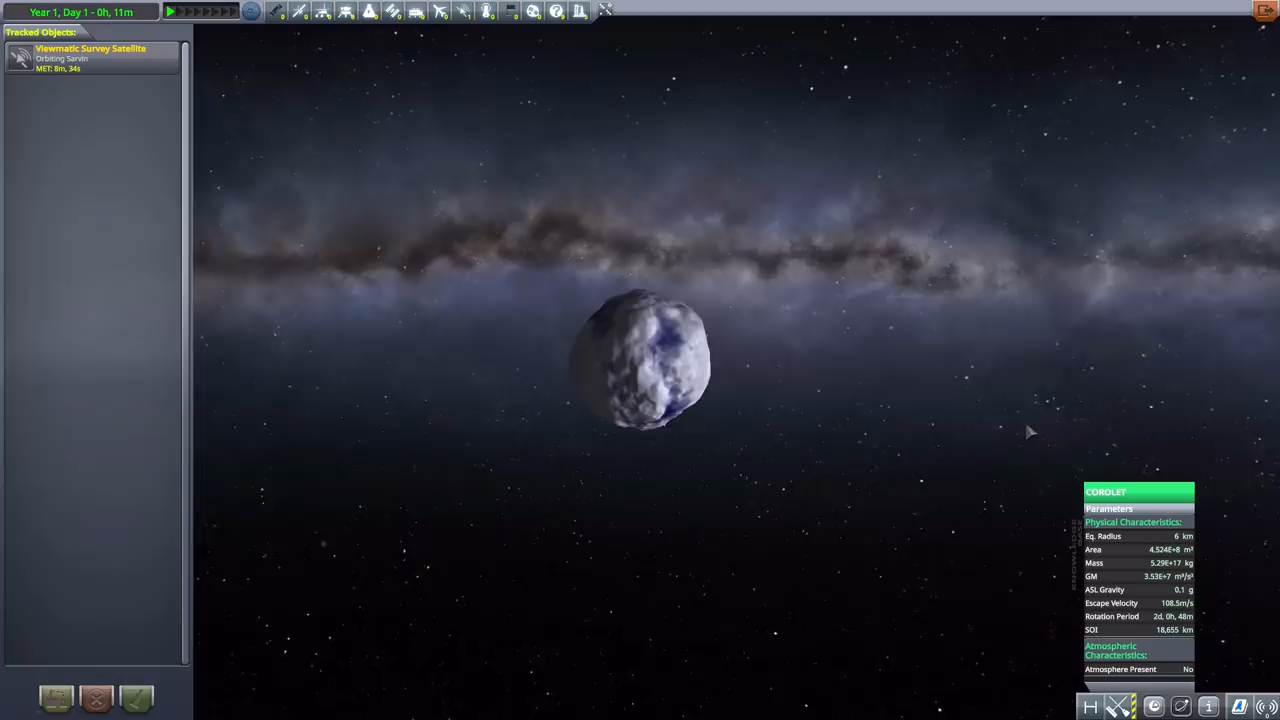 Year 1, Day 1 - 0h, 11m
Tracked Objects:
Viewmatic Survey Satellite
Orbiting Sarvin
MET: 8m, 34s
COROLET
Parameters
Physical Characteristics:
Eq. Radius 6 km
Area 4.524E+8 m²
Mass 5.29E+17 kg
GM 3.53E+7 m³/s²
ASL Gravity 0.1 g
Escape Velocity 108.5m/s
Rotation Period 2d, 0h, 48m
SOI 18,655 km
Atmospheric
Characteristics:
Atmosphere Present No